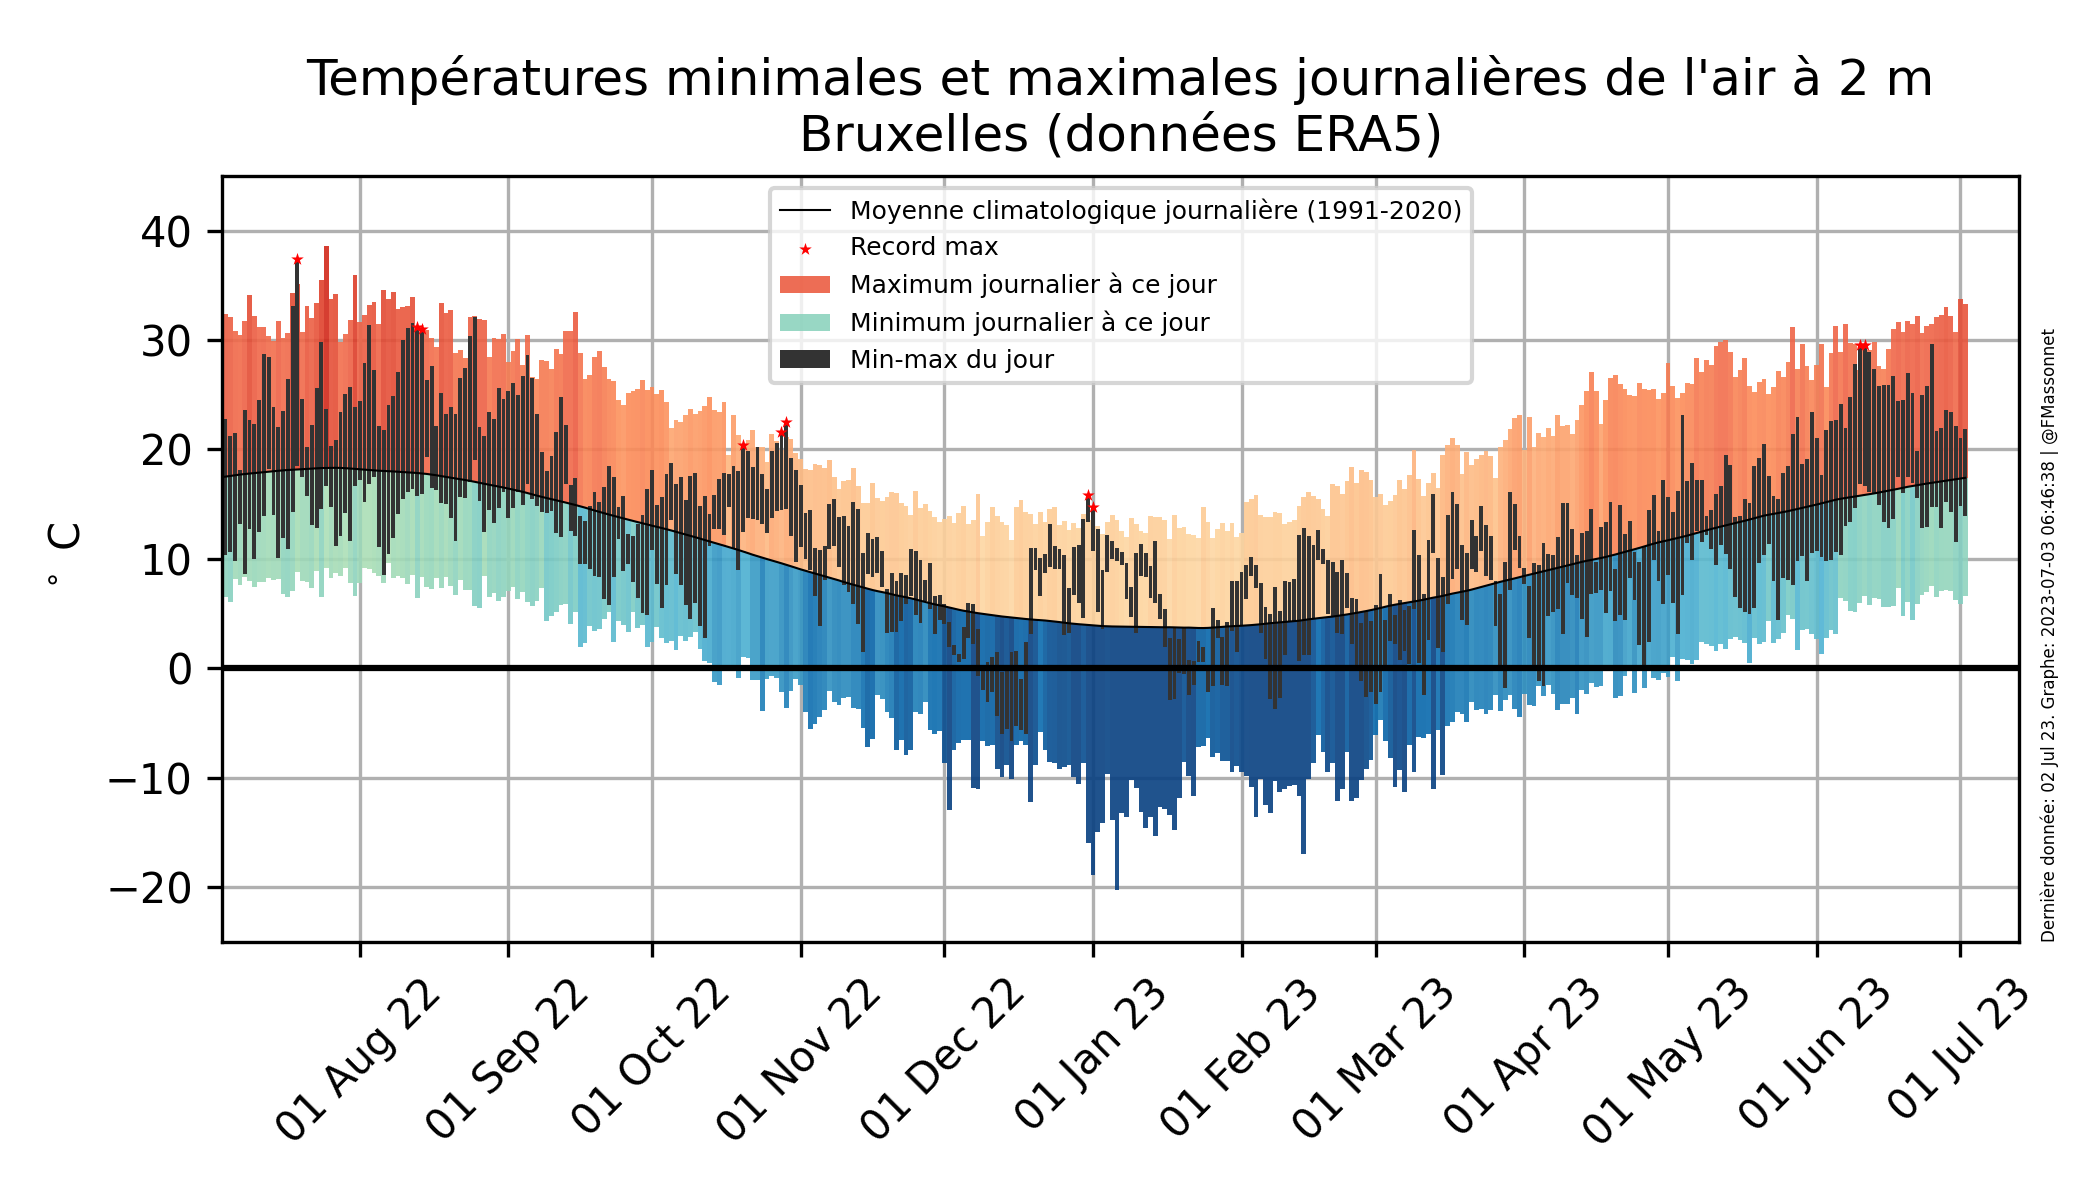 Températures minimales et maximales journalières de l'air à 2 m
Bruxelles (données ERA5)
Moyenne climatologique journalière (1991-2020)
Record max
Maximum journalier à ce jour
Minimum journalier à ce jour
Min-max du jour
° C
40
30
20
10
0
−10
−20
01 Aug 22
01 Sep 22
01 Oct 22
01 Nov 22
01 Dec 22
01 Jan 23
01 Feb 23
01 Mar 23
01 Apr 23
01 May 23
01 Jun 23
01 Jul 23
Dernière donnée: 02 Jul 23. Graphe: 2023-07-03 06:46:38 | @FMassonnet